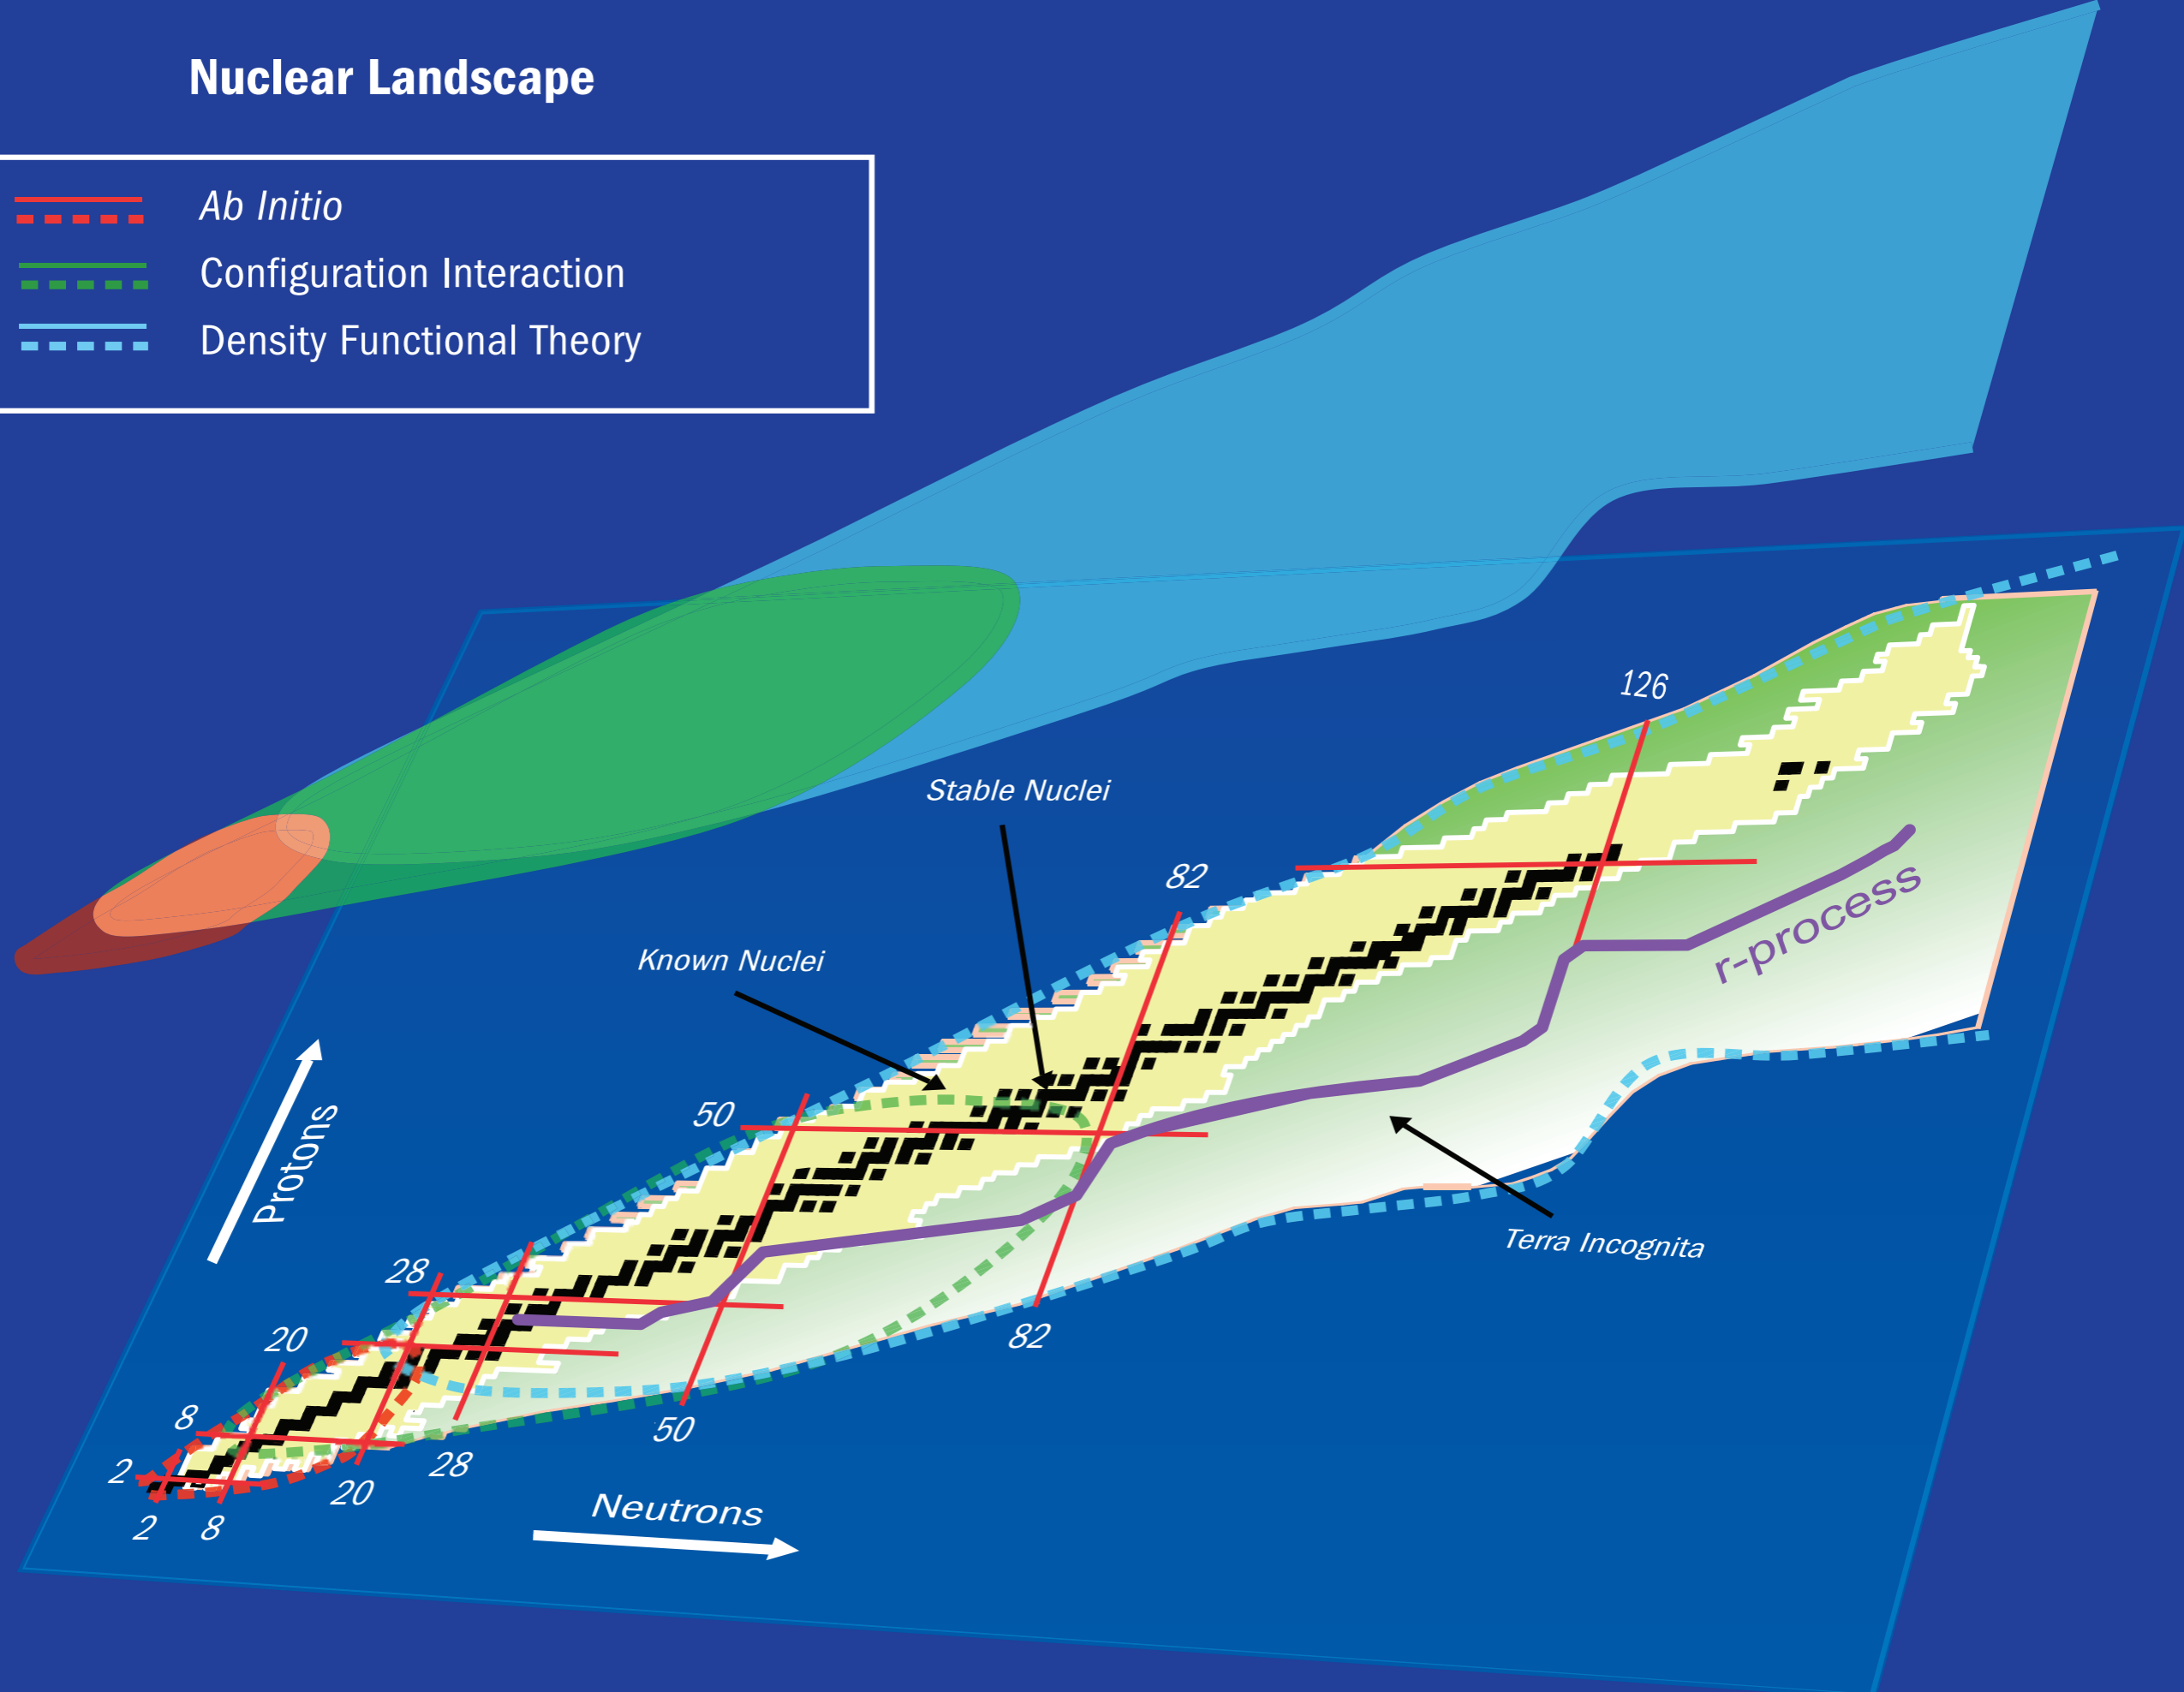 Nuclear Landscape
Ab Initio
Configuration Interaction
Density Functional Theory
126
Stable Nuclei
82
r-process
Known Nuclei
50
Protons
Terra Incognita
28
20
82
8
50
2
28
20
Neutrons
2
8